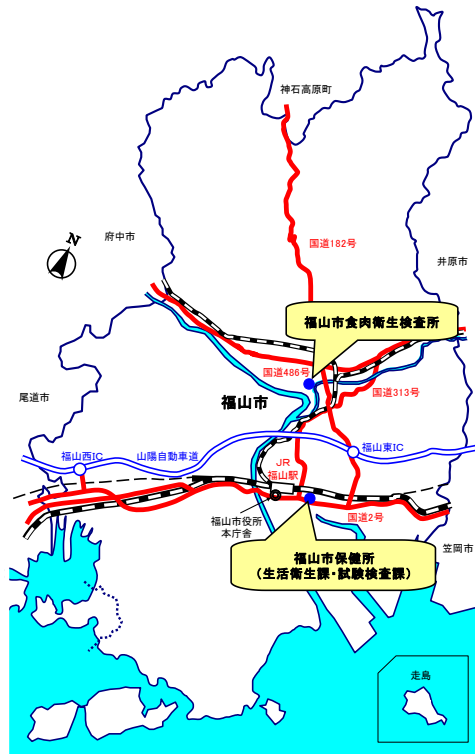 神石高原町
N
府中市
国道182号
井原市
福山市食肉衛生検査所
国道486号
国道313号
尾道市
福山市
福山西IC
山陽自動車道
福山東IC
JR
福山駅
福山市役所
本庁舎
国道2号
笠岡市
福山市保健所
(生活衛生課・試験検査課)
走島